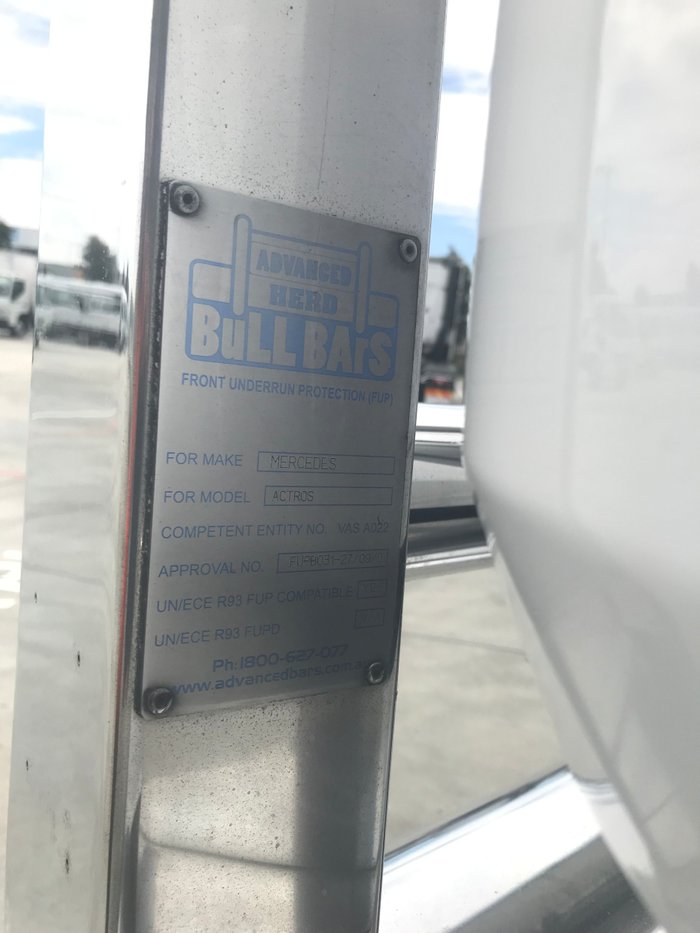 ADVANCED
HERD
BuLL BArS
FRONT UNDERRUN PROTECTION (FUP)
FOR MAKE MERCEDES
FOR MODEL ACTROS
COMPETENT ENTITY NO. VAS A022
APPROVAL NO.
UN/ECE R93 FUP COMPATIBLE
UN/ECE R93 FUPD
Ph:1800-627-077
www.advancedbars.com.a